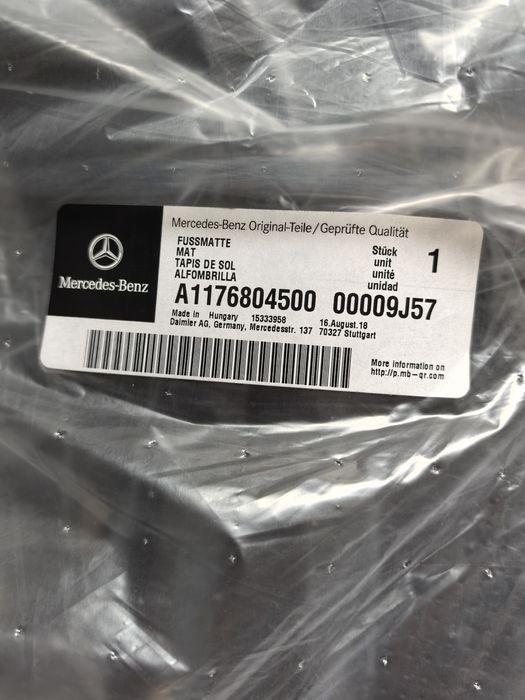 Mercedes-Benz
Mercedes-Benz Original-Teile/Geprüfte Qualität
FUSSMATTE
MAT
TAPIS DE SOL
ALFOMBRILLA
Stück
unit
unité
unidad
1
A1176804500 00009J57
Made in Hungary 15333958 16.August.18
Daimler AG, Germany, Mercedesstr. 137 70327 Stuttgart
More information on
http://p.mb-qr.com